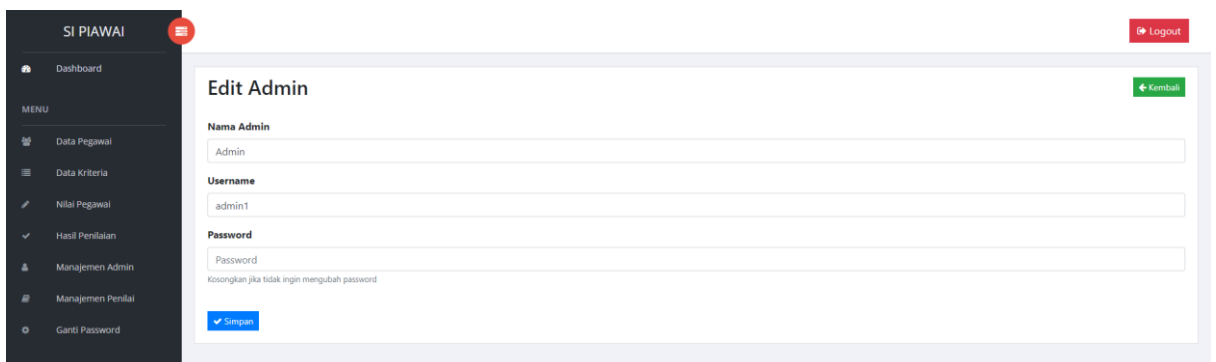 SI PIAWAI
Logout
Dashboard
MENU
Data Pegawai
Data Kriteria
Nilai Pegawai
Hasil Penilaian
Manajemen Admin
Manajemen Penilai
Ganti Password
Edit Admin
Kembali
Nama Admin
Admin
Username
admin1
Password
Password
Kosongkan jika tidak ingin mengubah password
Simpan